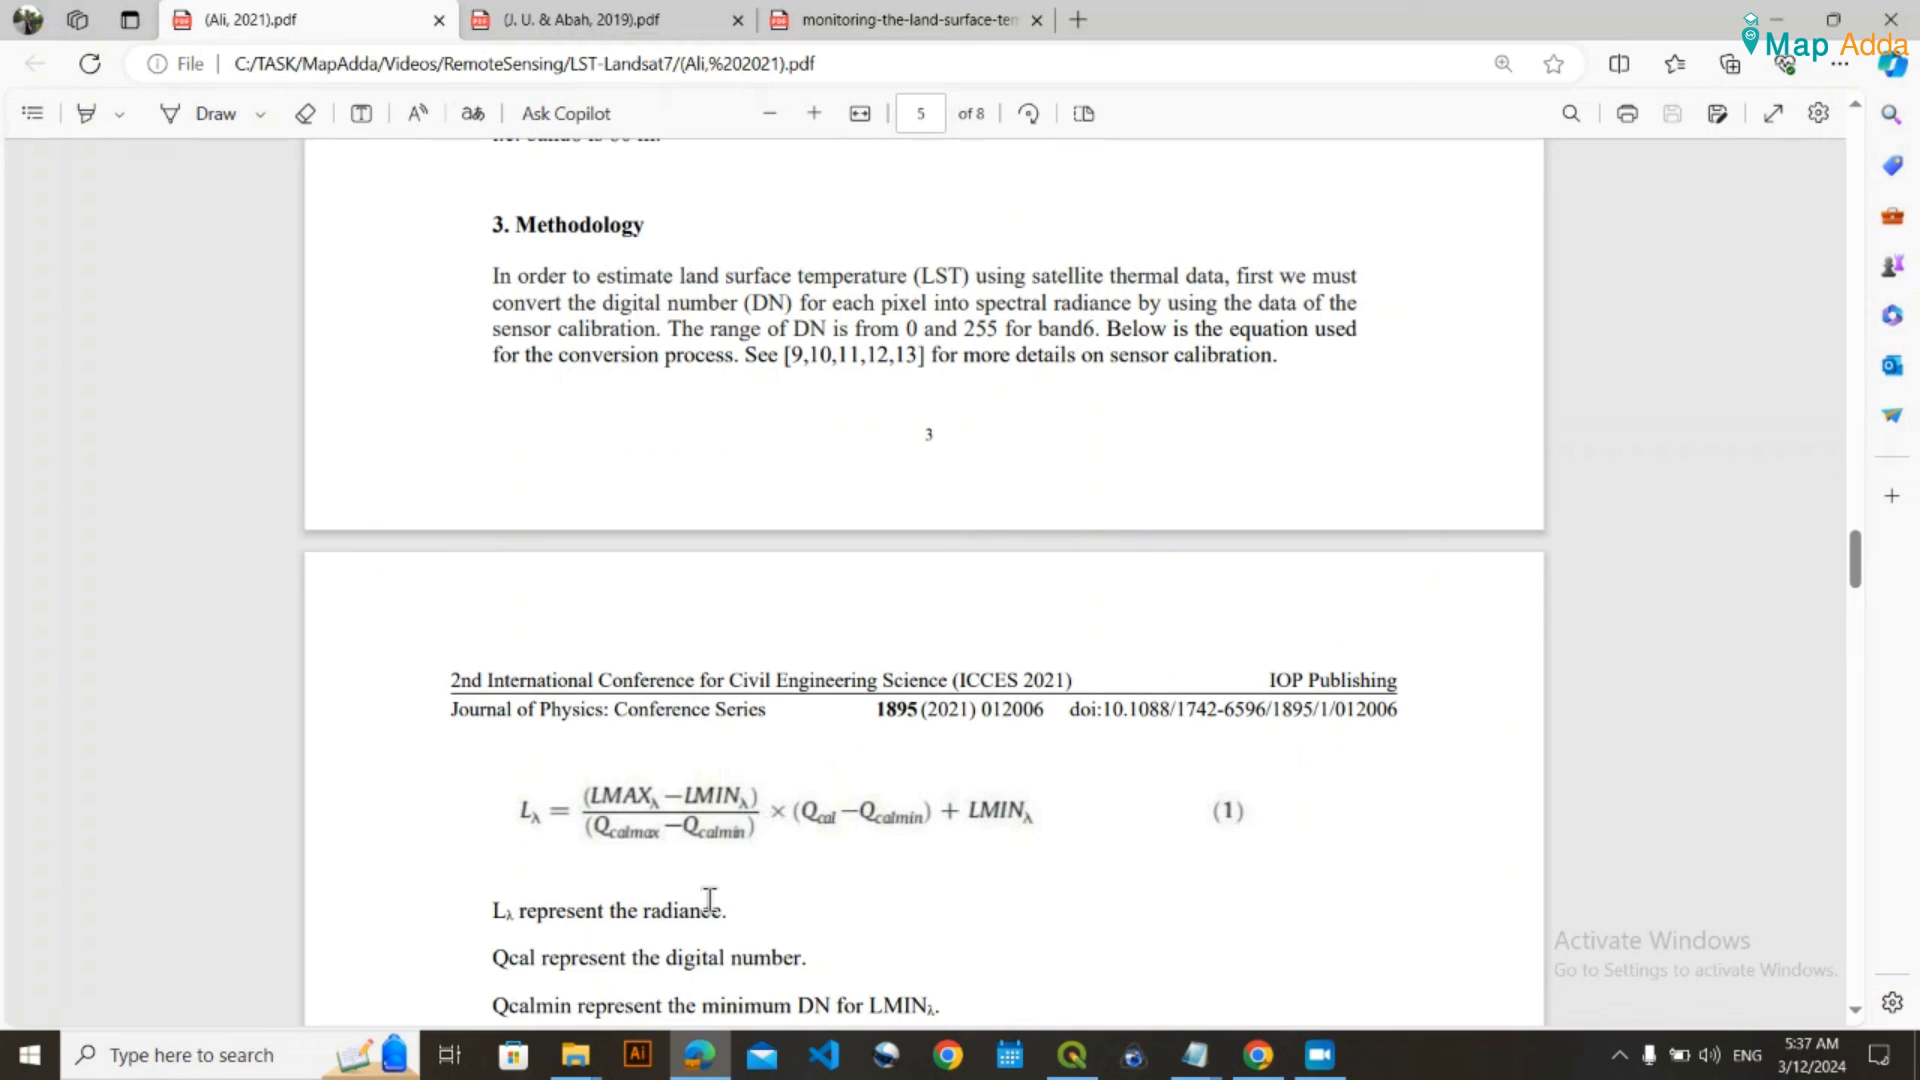 (Ali, 2021).pdf
(J. U. & Abah, 2019).pdf
monitoring-the-land-surface-ten
Map Adda
File
C:/TASK/MapAdda/Videos/RemoteSensing/LST-Landsat7/(Ali,%202021).pdf
Draw
Ask Copilot
5 of 8
3. Methodology
In order to estimate land surface temperature (LST) using satellite thermal data, first we must
convert the digital number (DN) for each pixel into spectral radiance by using the data of the
sensor calibration. The range of DN is from 0 and 255 for band6. Below is the equation used
for the conversion process. See [9,10,11,12,13] for more details on sensor calibration.
3
2nd International Conference for Civil Engineering Science (ICCES 2021) IOP Publishing
Journal of Physics: Conference Series 1895 (2021) 012006 doi:10.1088/1742-6596/1895/1/012006
Lλ = (LMAXλ −LMINλ) / (Qcalmax −Qcalmin) × (Qcal −Qcalmin) + LMINλ (1)
Lλ represent the radiance.
Qcal represent the digital number.
Qcalmin represent the minimum DN for LMINλ.
Activate Windows
Go to Settings to activate Windows.
Type here to search
Ai
ENG
5:37 AM
3/12/2024